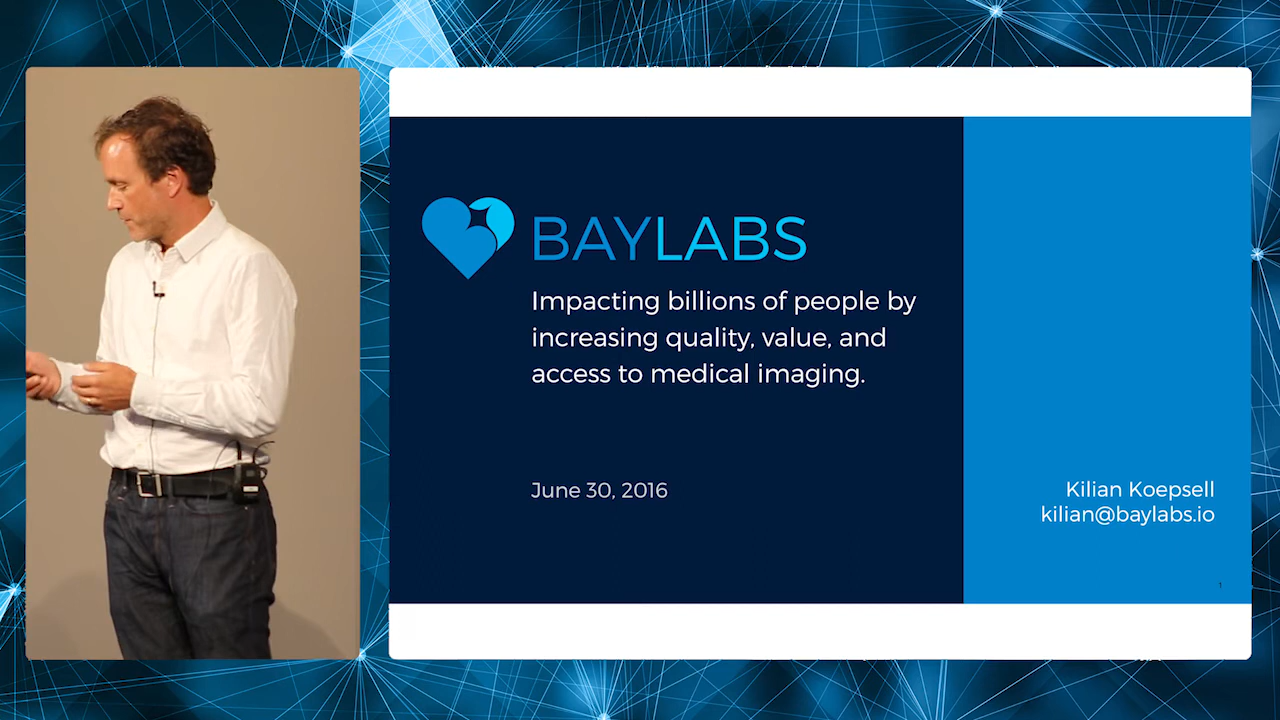 BAYLABS
Impacting billions of people by
increasing quality, value, and
access to medical imaging.
June 30, 2016
Kilian Koepsell
kilian@baylabs.io
1